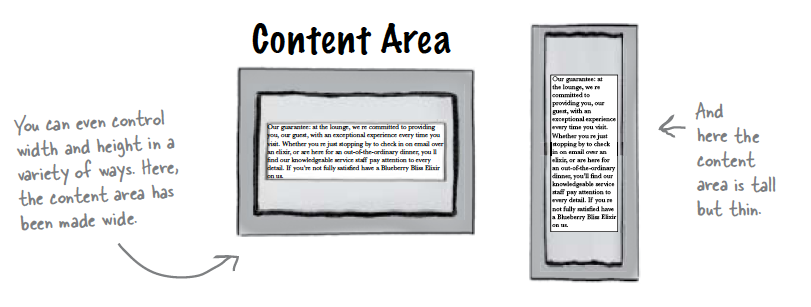 Content Area
You can even control
width and height in a
variety of ways. Here,
the content area has
been made wide.
Our guarantee: at the lounge, we re committed to providing
you, our guest, with an exceptional experience every time you
visit. Whether you re just stopping by to check in on email over
an elixir, or are here for an out-of-the-ordinary dinner, you ll
find our knowledgeable service staff pay attention to every
detail. If you're not fully satisfied have a Blueberry Bliss Elixir
on us.
Our guarantee: at
the lounge, we re
committed to
providing you, our
guest, with an
exceptional experience
every time you visit.
Whether you re just
stopping by to check
in on email over an
elixir, or are here for
an out-of-the-ordinary
dinner, you'll find our
knowledgeable service
staff pay attention to
every detail. If you re
not fully satisfied have
a Blueberry Bliss Elixir
on us.
And
here the
content
area is tall
but thin.